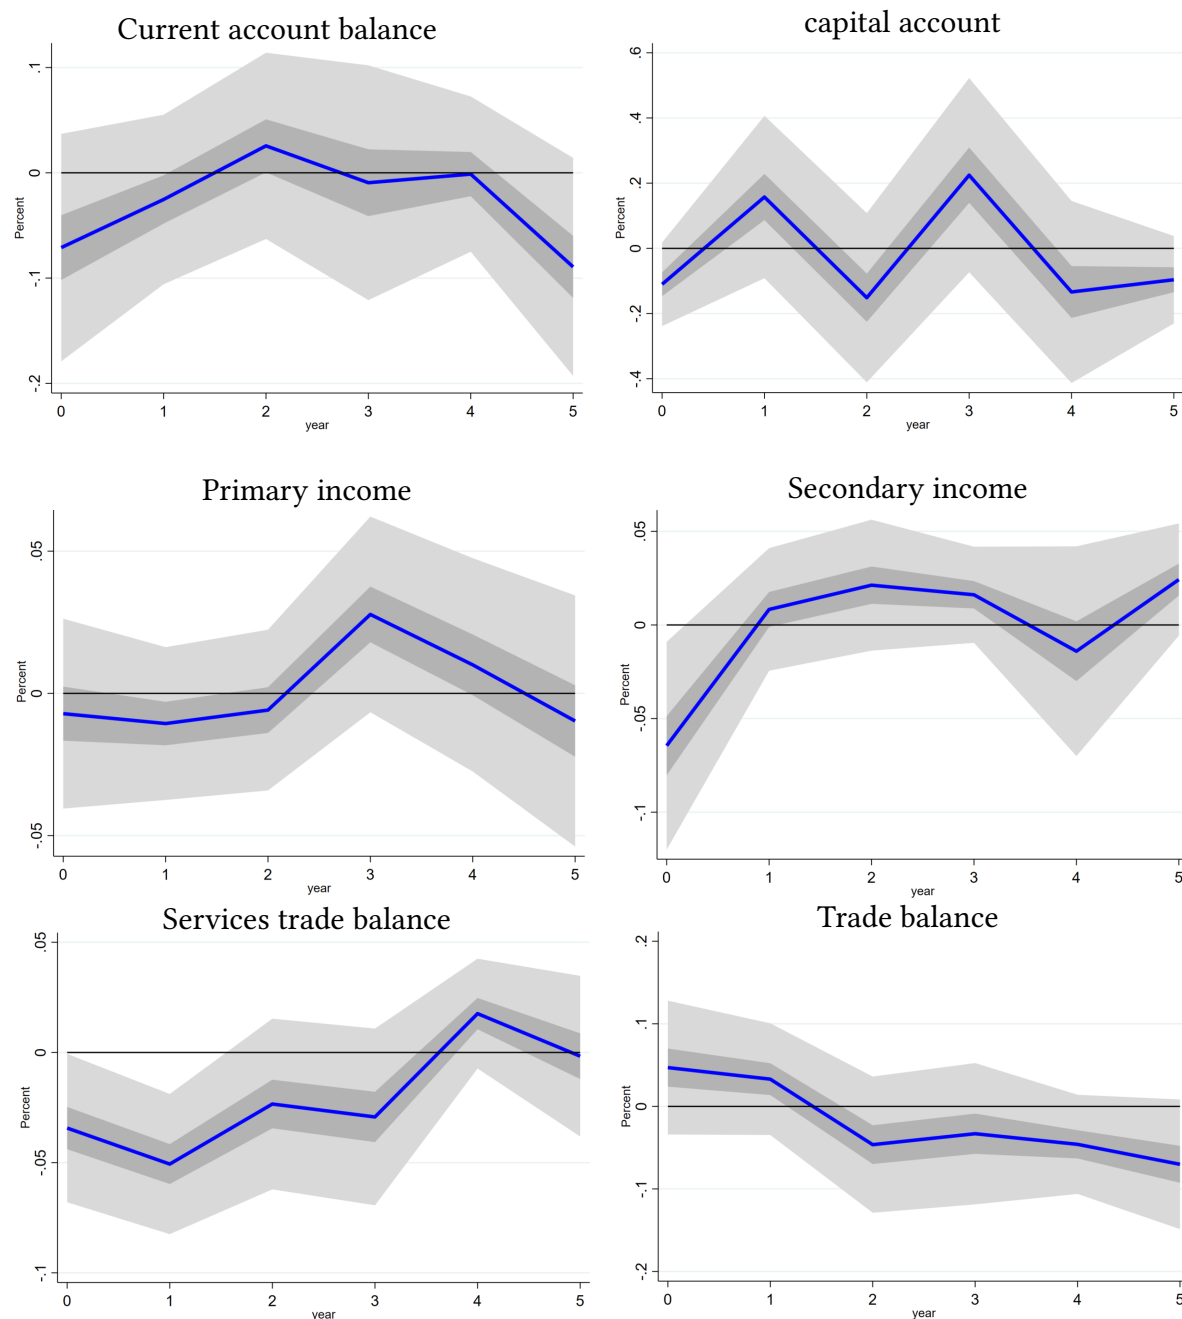 Current account balance
Percent
.1
0
-.1
-.2
0 1 2 3 4 5
year
capital account
Percent
.6
.4
.2
0
-.2
-.4
0 1 2 3 4 5
year
Primary income
Percent
.05
0
-.05
0 1 2 3 4 5
year
Secondary income
Percent
.05
0
-.05
-.1
0 1 2 3 4 5
year
Services trade balance
Percent
.05
0
-.05
-.1
0 1 2 3 4 5
year
Trade balance
Percent
.2
.1
0
-.1
-.2
0 1 2 3 4 5
year